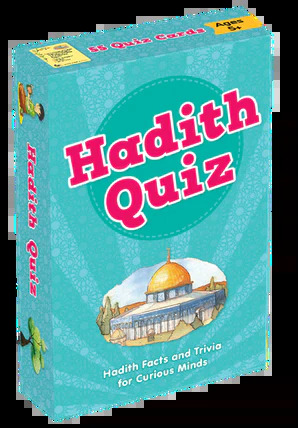 55 Quiz Cards
Ages
5+
Hadith
Quiz
Hadith Facts and Trivia
for Curious Minds
Hadith Quiz